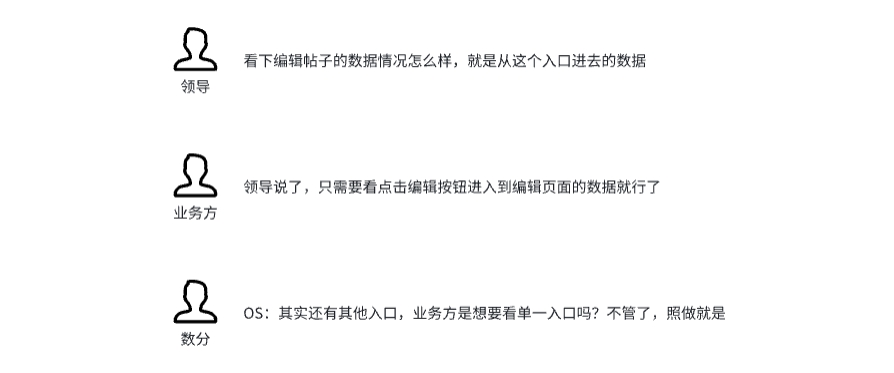 看下编辑帖子的数据情况怎么样，就是从这个入口进去的数据
领导
领导说了，只需要看点击编辑按钮进入到编辑页面的数据就行了
业务方
OS：其实还有其他入口，业务方是想要看单一入口吗？不管了，照做就是
数分